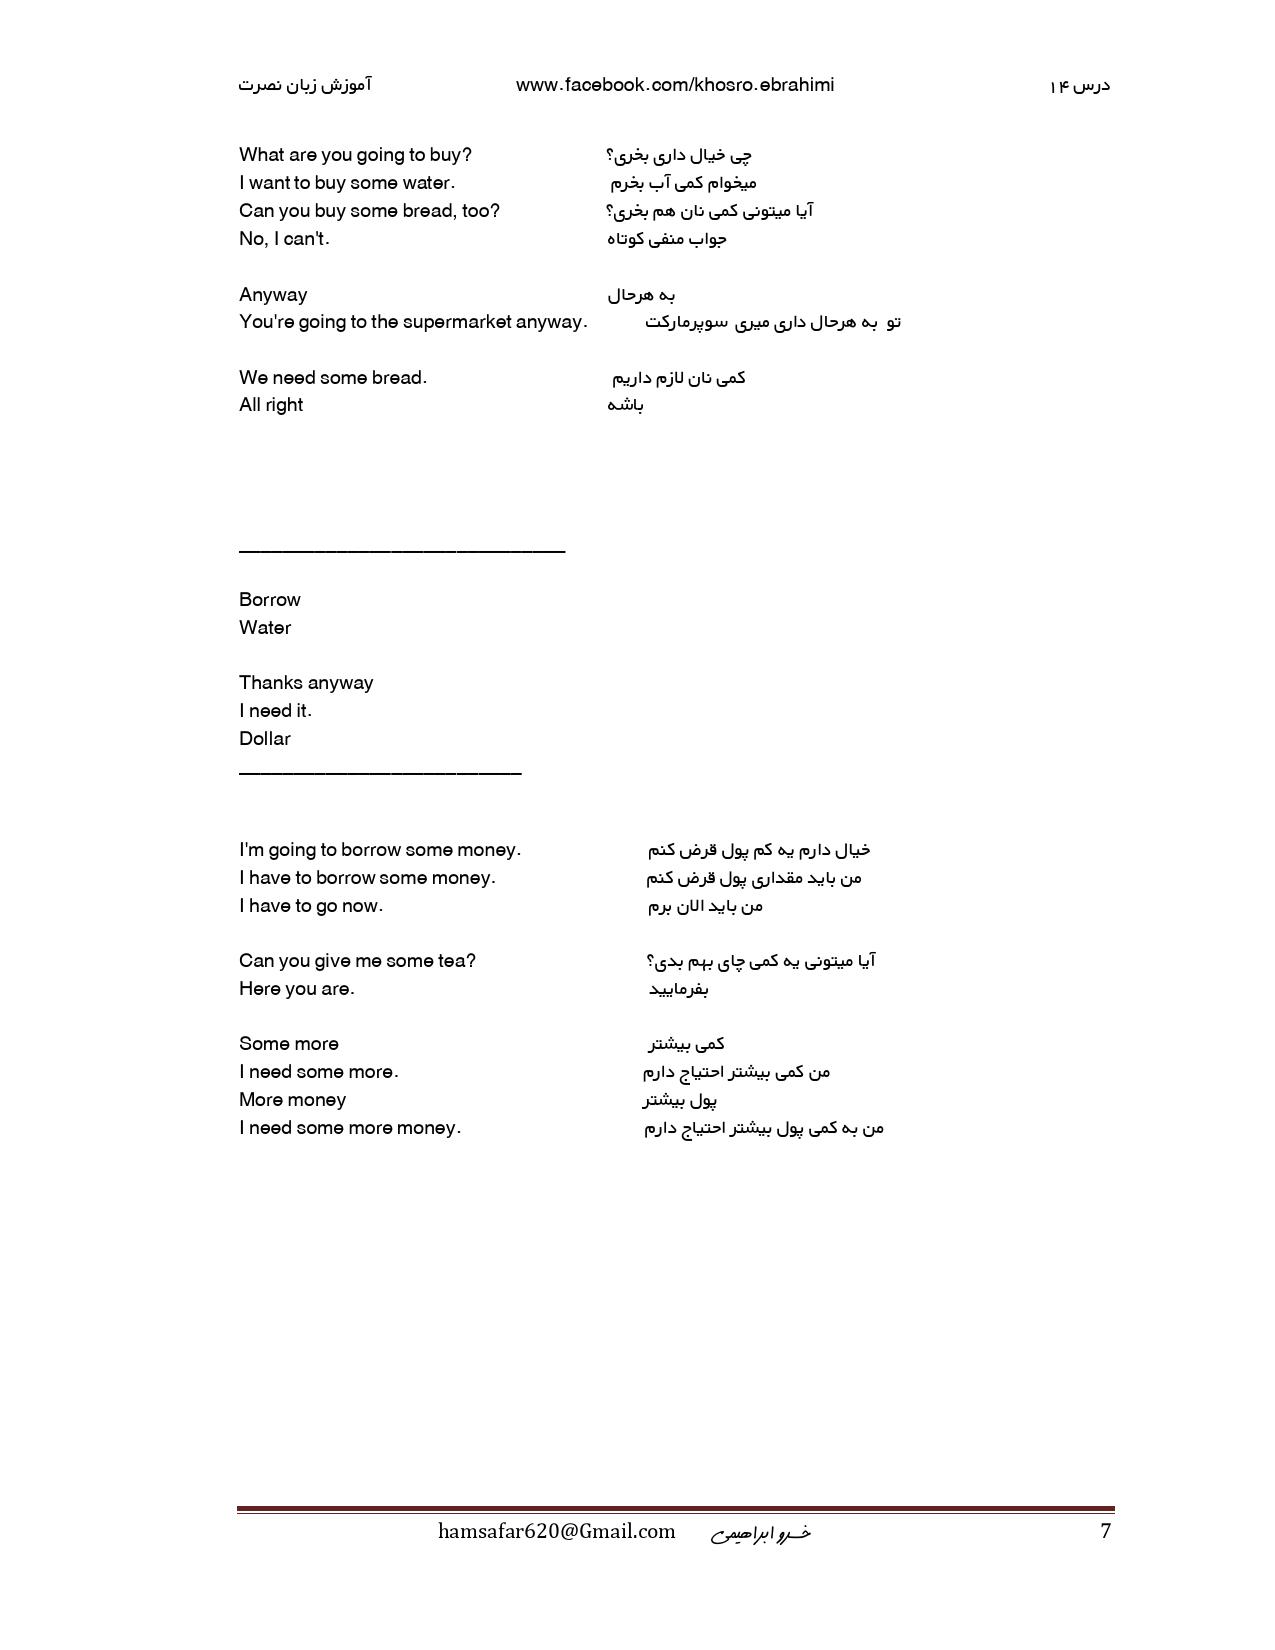 آموزش زبان نصرت www.facebook.com/khosro.ebrahimi درس ۱۴
What are you going to buy? چی خیال داری بخری؟
I want to buy some water. میخوام کمی آب بخرم
Can you buy some bread, too? آیا میتونی کمی نان هم بخری؟
No, I can't. جواب منفی کوتاه
Anyway به هرحال
You're going to the supermarket anyway. تو به هرحال داری میری سوپرمارکت
We need some bread. کمی نان لازم داریم
All right باشه
______________________________
Borrow
Water
Thanks anyway
I need it.
Dollar
__________________________
I'm going to borrow some money. خیال دارم یه کم پول قرض کنم
I have to borrow some money. من باید مقداری پول قرض کنم
I have to go now. من باید الان برم
Can you give me some tea? آیا میتونی یه کمی چای بهم بدی؟
Here you are. بفرمایید
Some more کمی بیشتر
I need some more. من کمی بیشتر احتیاج دارم
More money پول بیشتر
I need some more money. من به کمی پول بیشتر احتیاج دارم
hamsafar620@Gmail.com خسرو ابراهیمی 7